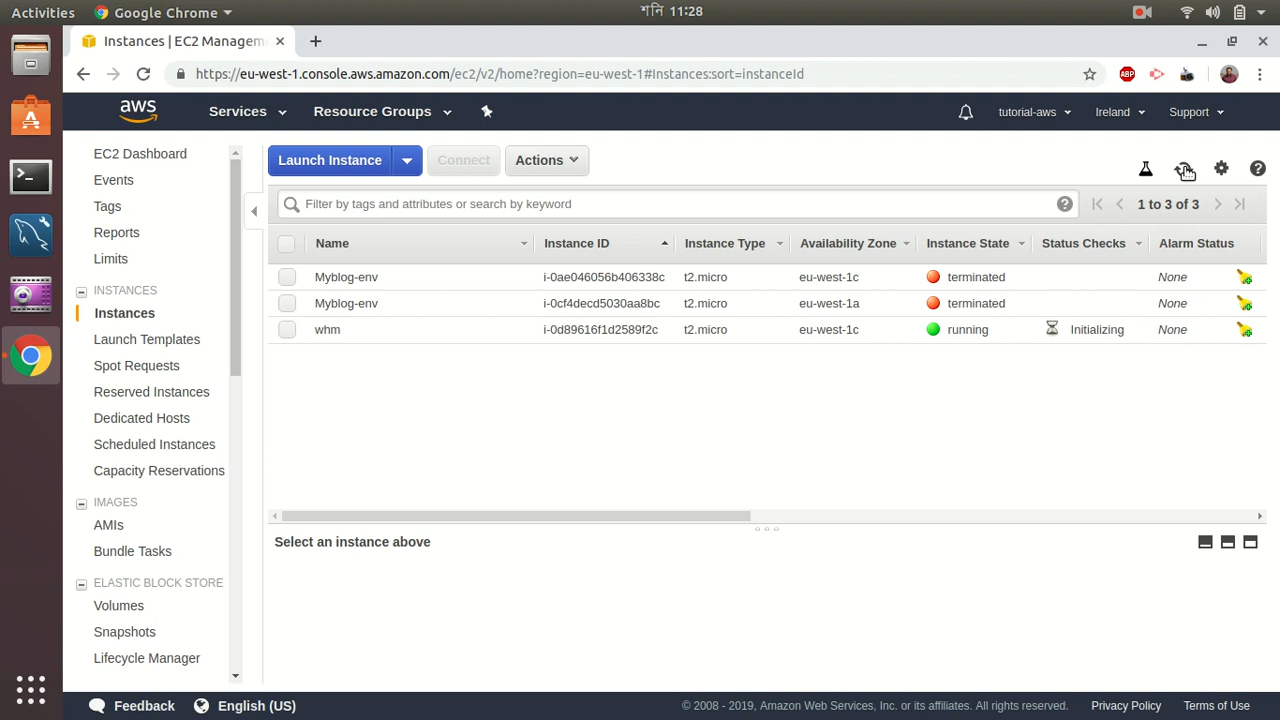 Activities Google Chrome শনি 11:28
Instances | EC2 Managem
https://eu-west-1.console.aws.amazon.com/ec2/v2/home?region=eu-west-1#Instances:sort=instanceId ABP
aws Services Resource Groups tutorial-aws Ireland Support
EC2 Dashboard
Events
Tags
Reports
Limits
INSTANCES
Instances
Launch Templates
Spot Requests
Reserved Instances
Dedicated Hosts
Scheduled Instances
Capacity Reservations
IMAGES
AMIs
Bundle Tasks
ELASTIC BLOCK STORE
Volumes
Snapshots
Lifecycle Manager
Launch Instance Connect Actions
Filter by tags and attributes or search by keyword 1 to 3 of 3
Name Instance ID Instance Type Availability Zone Instance State Status Checks Alarm Status
Myblog-env i-0ae046056b406338c t2.micro eu-west-1c terminated None
Myblog-env i-0cf4decd5030aa8bc t2.micro eu-west-1a terminated None
whm i-0d89616f1d2589f2c t2.micro eu-west-1c running Initializing None
Select an instance above
Feedback English (US) © 2008 - 2019, Amazon Web Services, Inc. or its affiliates. All rights reserved. Privacy Policy Terms of Use